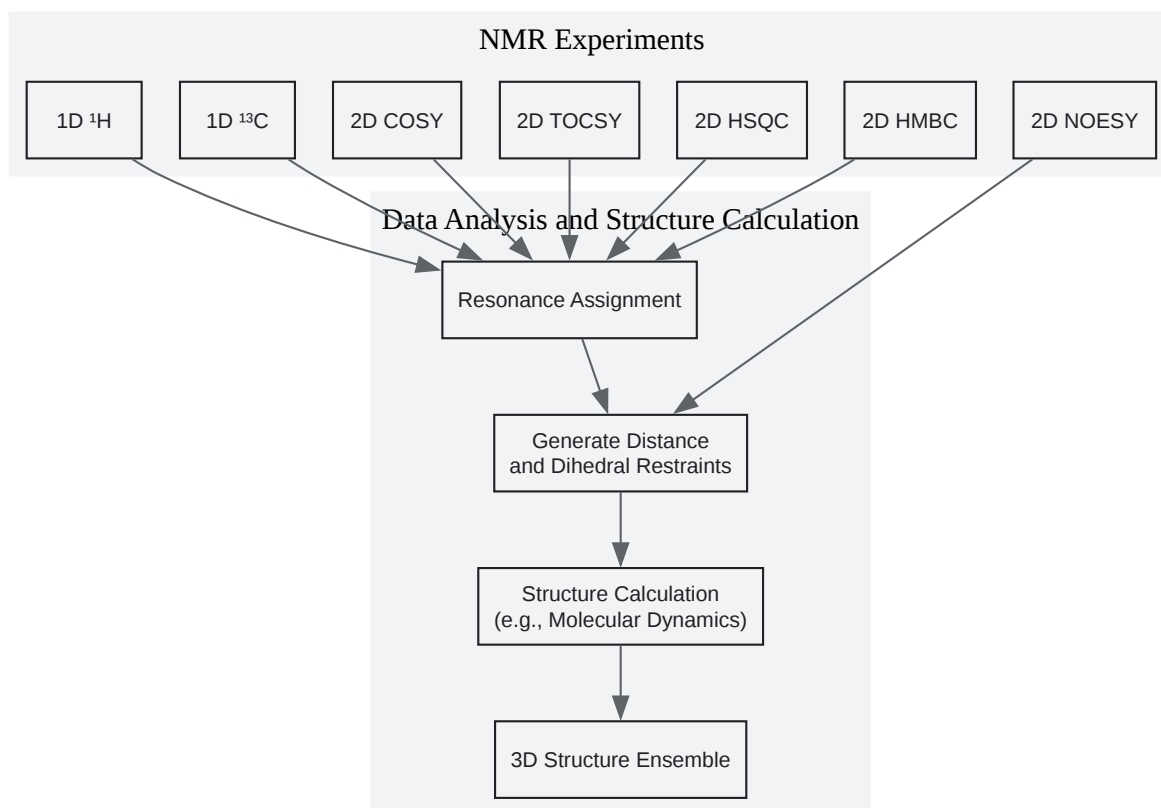 NMR Experiments
1D ¹H
1D ¹³C
2D COSY
2D TOCSY
2D HSQC
2D HMBC
2D NOESY
Data Analysis and Structure Calculation
Resonance Assignment
Generate Distance
and Dihedral Restraints
Structure Calculation
(e.g., Molecular Dynamics)
3D Structure Ensemble